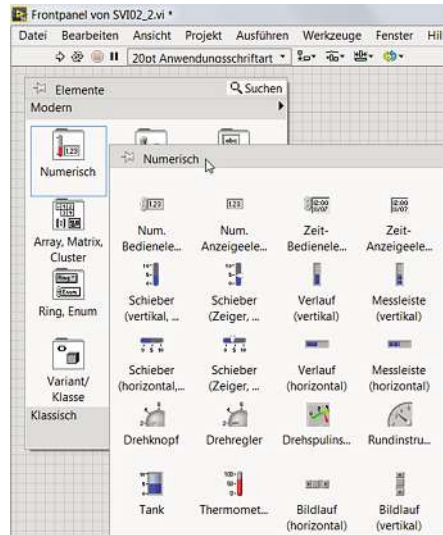 Frontpanel von SVI02_2.vi *
Datei Bearbeiten Ansicht Projekt Ausführen Werkzeuge Fenster Hil
20pt Anwendungsschriftart
Elemente Suchen
Modern
Numerisch
Numerisch
Num. Bedienele...
Num. Anzeigeele...
Zeit-Bedienele...
Zeit-Anzeigeele...
Array, Matrix,
Cluster
Schieber (vertikal, ...
Schieber (Zeiger, ...
Verlauf (vertikal)
Messleiste (vertikal)
Ring, Enum
Schieber (horizontal,...
Schieber (Zeiger, ...
Verlauf (horizontal)
Messleiste (horizontal)
Variant/
Klasse
Klassisch
Drehknopf Drehregler Drehspulins... Rundinstru...
Tank
Thermomet...
Bildlauf (horizontal)
Bildlauf (vertikal)